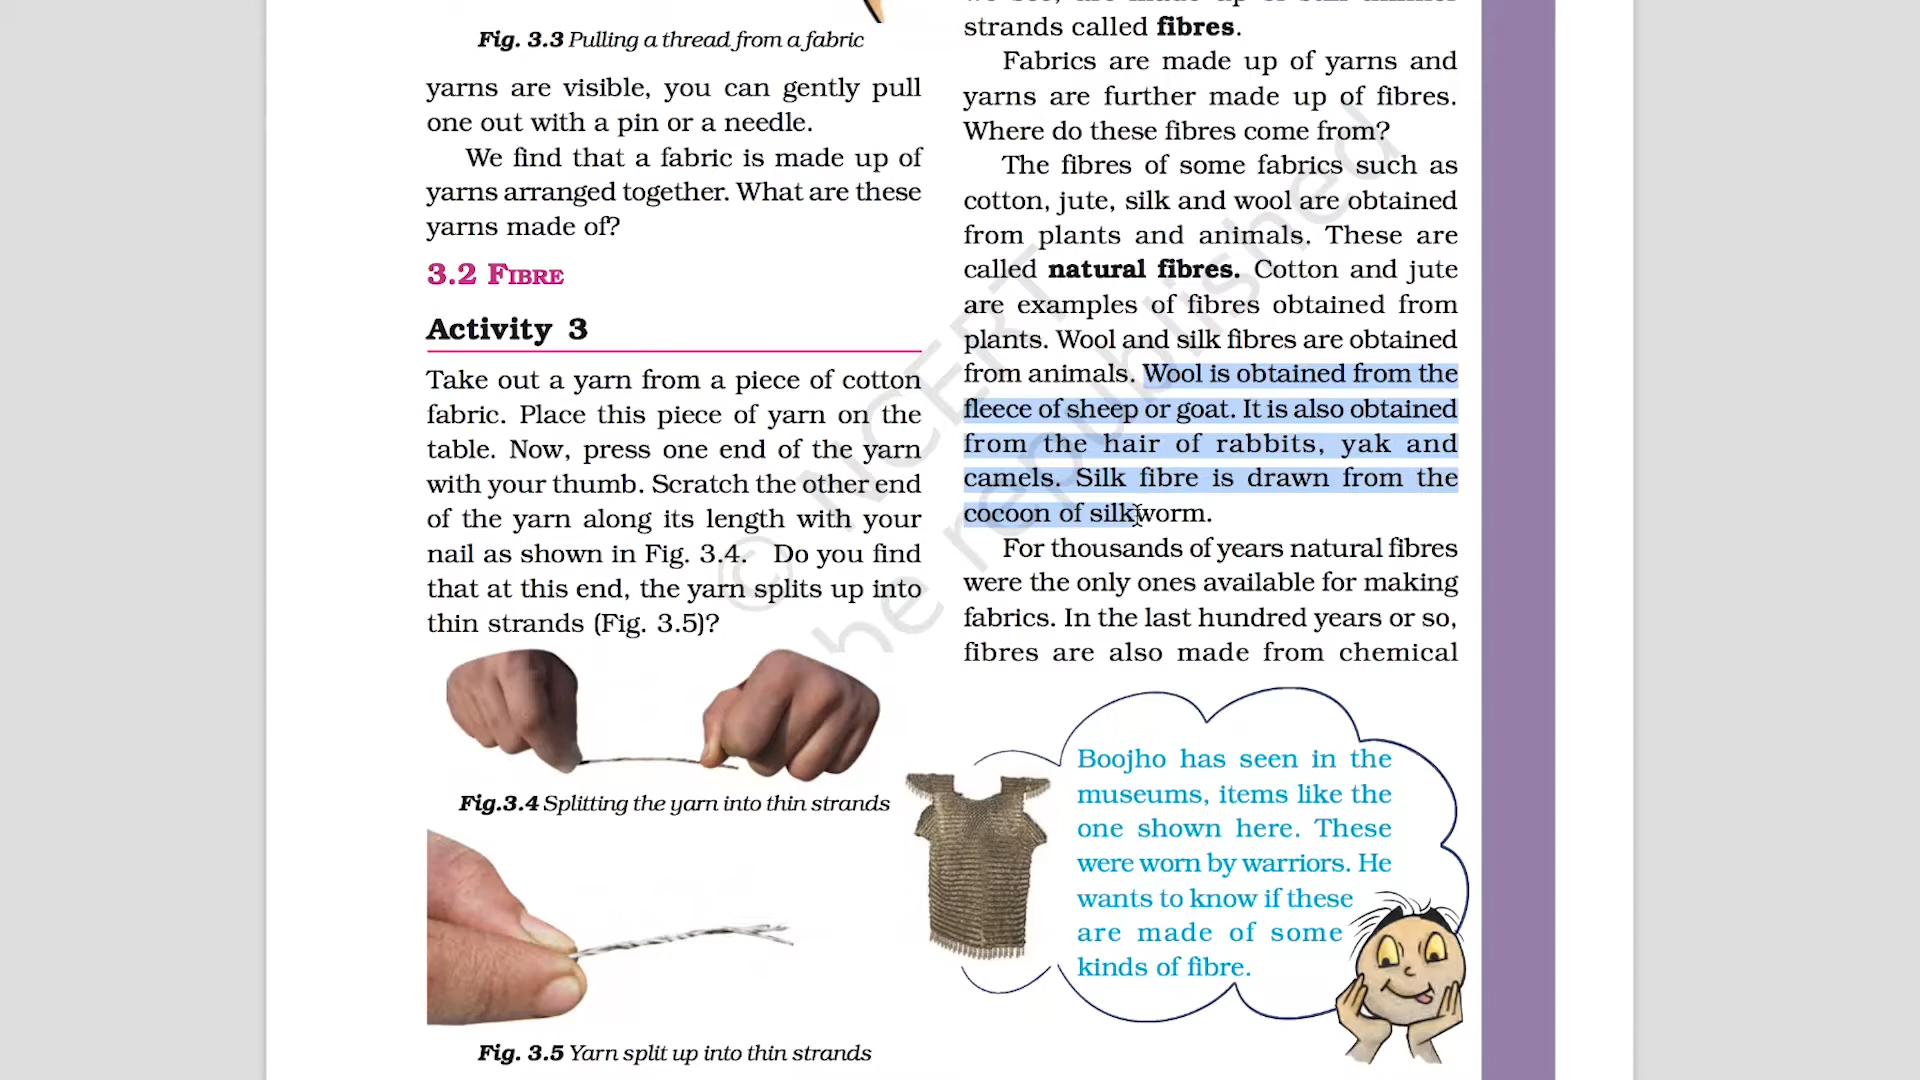 Fig. 3.3 Pulling a thread from a fabric
yarns are visible, you can gently pull
one out with a pin or a needle.
We find that a fabric is made up of
yarns arranged together. What are these
yarns made of?
3.2 FIBRE
Activity 3
Take out a yarn from a piece of cotton
fabric. Place this piece of yarn on the
table. Now, press one end of the yarn
with your thumb. Scratch the other end
of the yarn along its length with your
nail as shown in Fig. 3.4. Do you find
that at this end, the yarn splits up into
thin strands (Fig. 3.5)?
Fig.3.4 Splitting the yarn into thin strands
Fig. 3.5 Yarn split up into thin strands
strands called fibres.
Fabrics are made up of yarns and
yarns are further made up of fibres.
Where do these fibres come from?
The fibres of some fabrics such as
cotton, jute, silk and wool are obtained
from plants and animals. These are
called natural fibres. Cotton and jute
are examples of fibres obtained from
plants. Wool and silk fibres are obtained
from animals. Wool is obtained from the
fleece of sheep or goat. It is also obtained
from the hair of rabbits, yak and
camels. Silk fibre is drawn from the
cocoon of silkworm.
For thousands of years natural fibres
were the only ones available for making
fabrics. In the last hundred years or so,
fibres are also made from chemical
Boojho has seen in the
museums, items like the
one shown here. These
were worn by warriors. He
wants to know if these
are made of some
kinds of fibre.
© NCERT
be republished